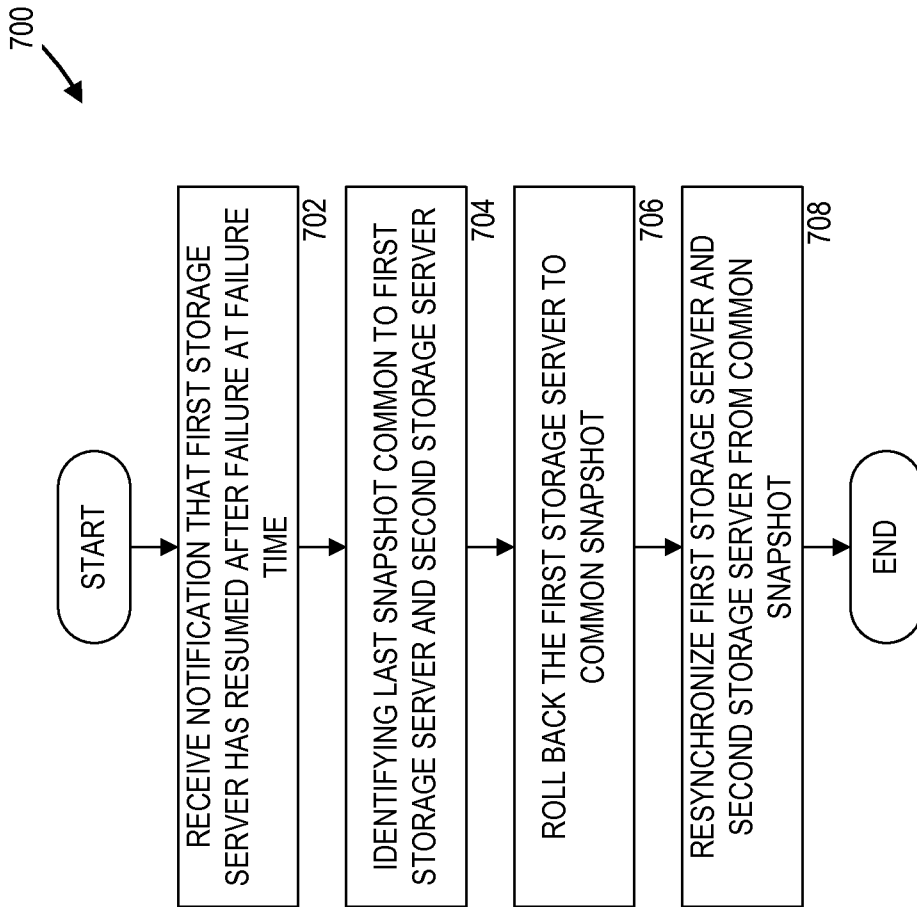 700
START
RECEIVE NOTIFICATION THAT FIRST STORAGE
SERVER HAS RESUMED AFTER FAILURE AT FAILURE
TIME
702
IDENTIFYING LAST SNAPSHOT COMMON TO FIRST
STORAGE SERVER AND SECOND STORAGE SERVER
704
ROLL BACK THE FIRST STORAGE SERVER TO
COMMON SNAPSHOT
706
RESYNCHRONIZE FIRST STORAGE SERVER AND
SECOND STORAGE SERVER FROM COMMON
SNAPSHOT
708
END